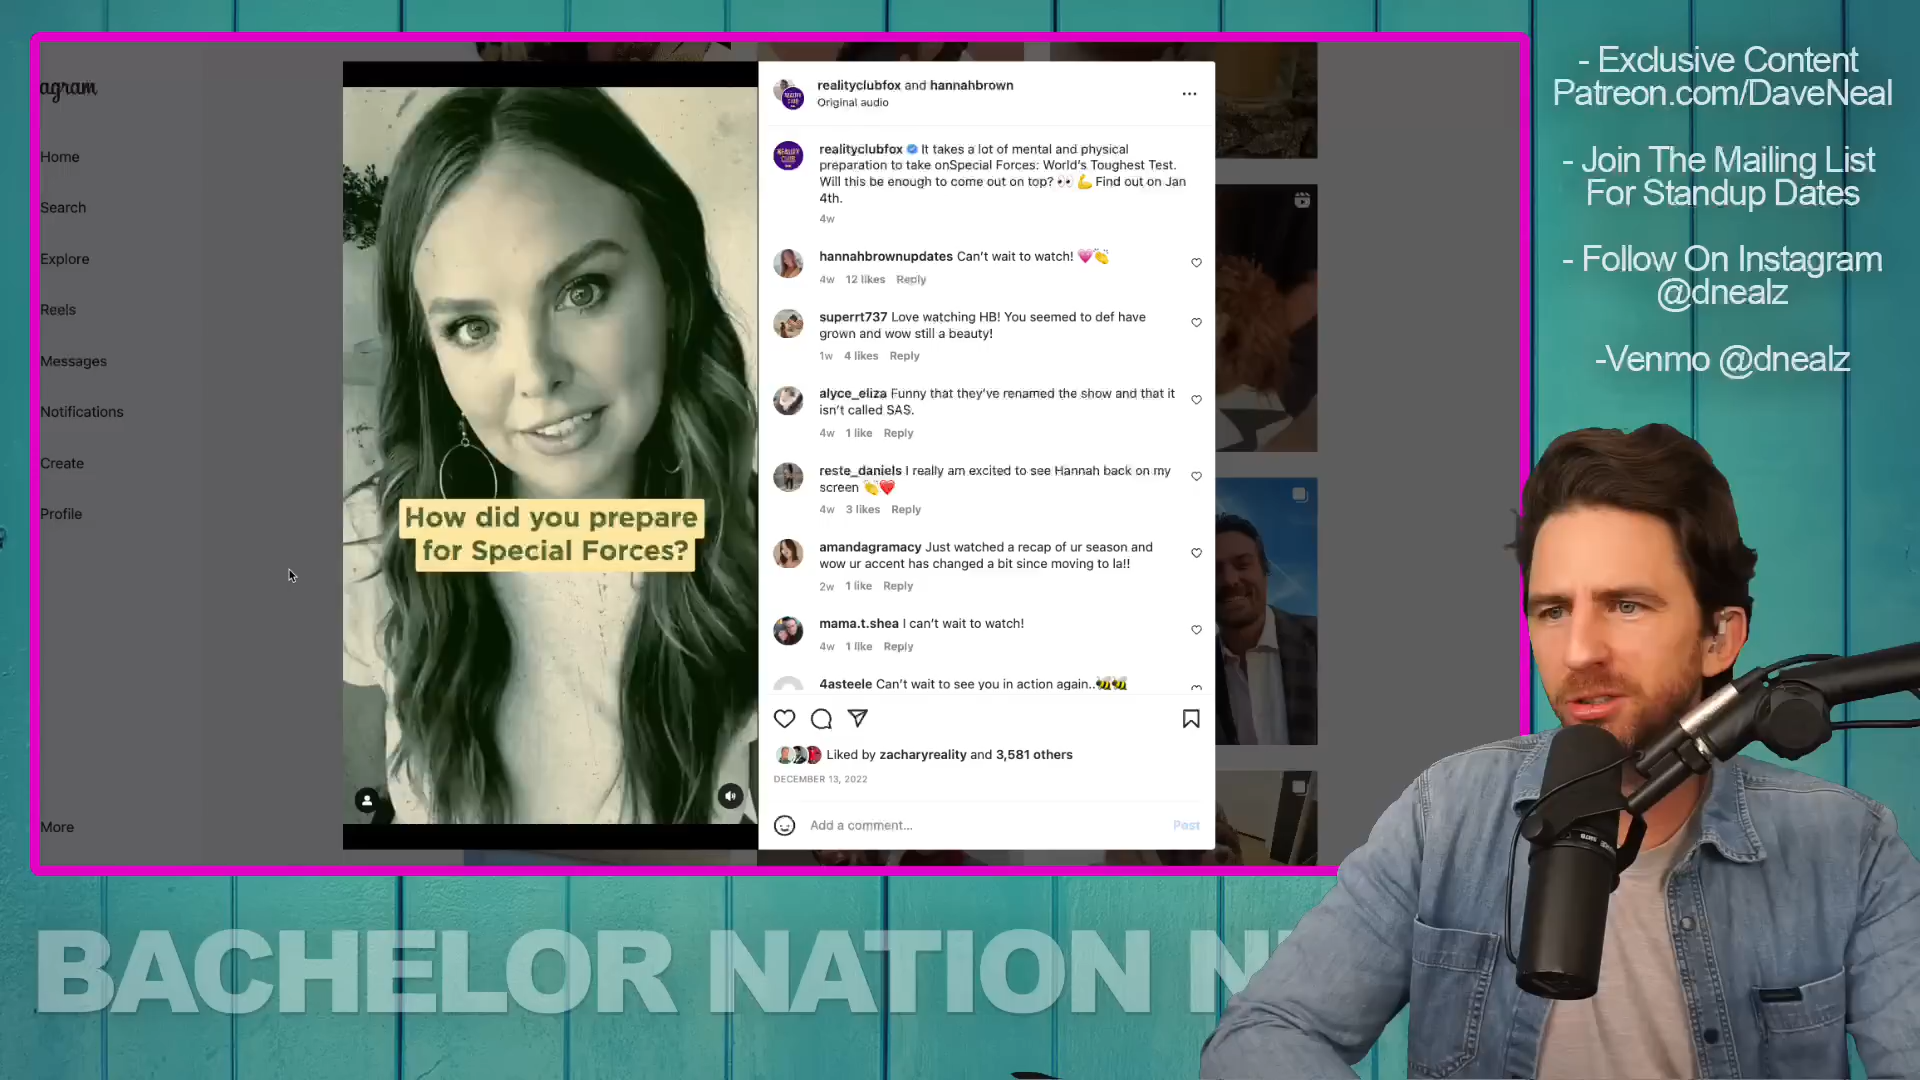 - Exclusive Content
Patreon.com/DaveNeal
- Join The Mailing List
For Standup Dates
- Follow On Instagram
@dnealz
-Venmo @dnealz
agram
Home
Search
Explore
Reels
Messages
Notifications
Create
Profile
More
How did you prepare
for Special Forces?
realityclubfox and hannahbrown
Original audio
realityclubfox It takes a lot of mental and physical
preparation to take onSpecial Forces: World's Toughest Test.
Will this be enough to come out on top? 👀 💪 Find out on Jan
4th.
4w
hannahbrownupdates Can't wait to watch! 💗👏
4w 12 likes Reply
superrt737 Love watching HB! You seemed to def have
grown and wow still a beauty!
1w 4 likes Reply
alyce_eliza Funny that they've renamed the show and that it
isn't called SAS.
4w 1 like Reply
reste_daniels I really am excited to see Hannah back on my
screen 👏❤️
4w 3 likes Reply
amandagramacy Just watched a recap of ur season and
wow ur accent has changed a bit since moving to la!!
2w 1 like Reply
mama.t.shea I can't wait to watch!
4w 1 like Reply
4asteele Can't wait to see you in action again..🐝🐝
Liked by zacharyreality and 3,581 others
DECEMBER 13, 2022
Add a comment...
Post
BACHELOR NATION N